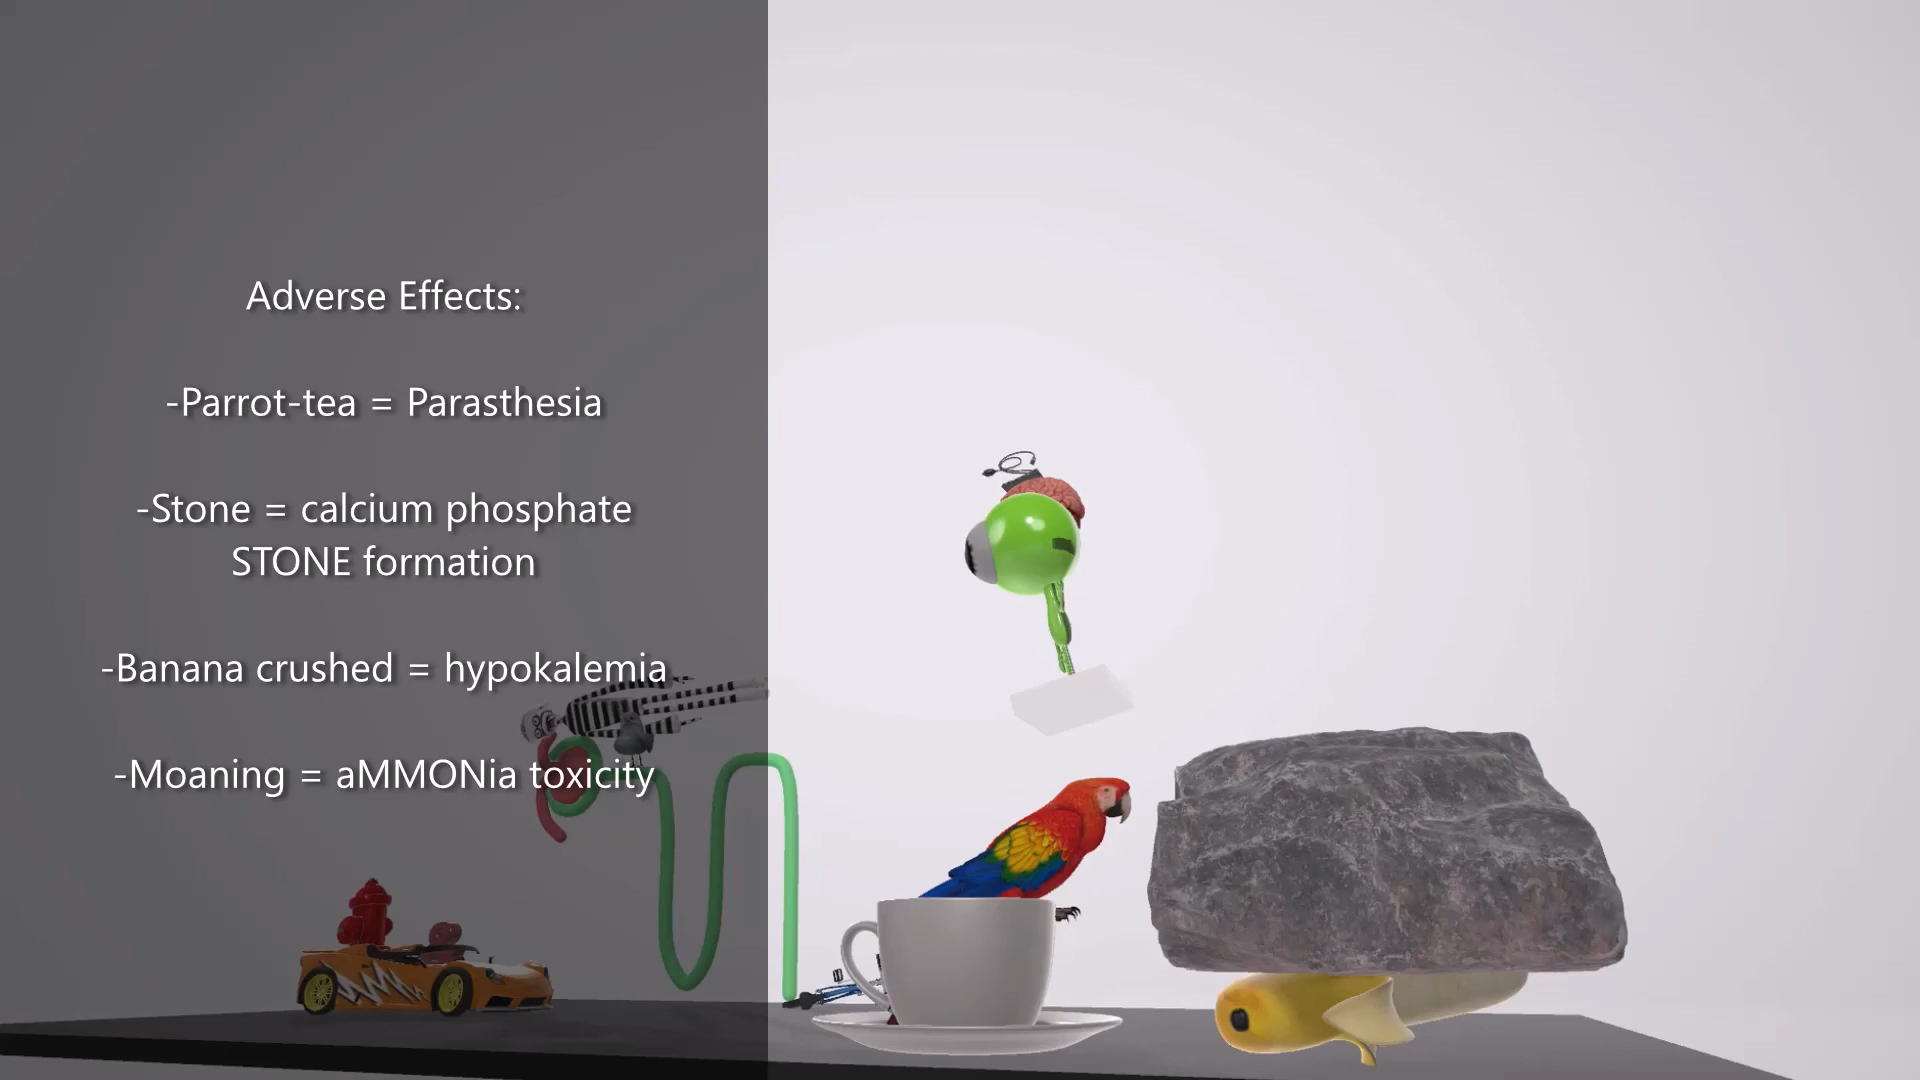 Adverse Effects:
-Parrot-tea = Parasthesia
-Stone = calcium phosphate
STONE formation
-Banana crushed = hypokalemia
-Moaning = aMMONia toxicity